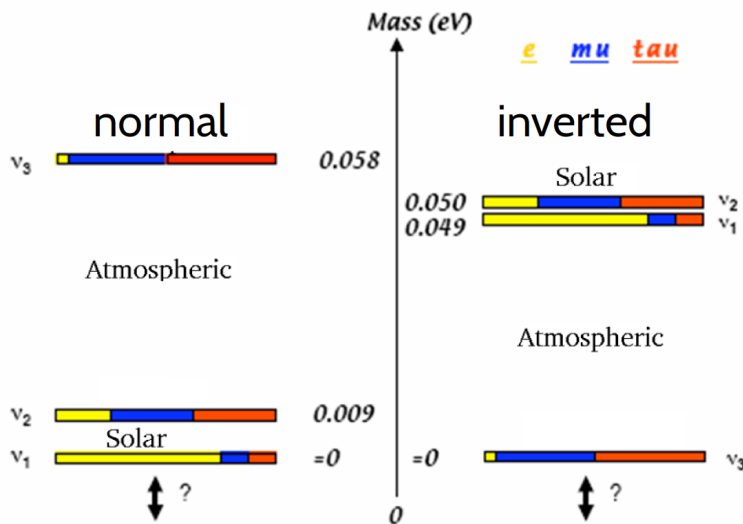 Mass (eV)
e mu tau
normal
inverted
ν3
0.058
Solar
0.050
ν2
0.049
ν1
Atmospheric
Atmospheric
ν2
0.009
Solar
ν1
=0
=0
ν3
?
?
0